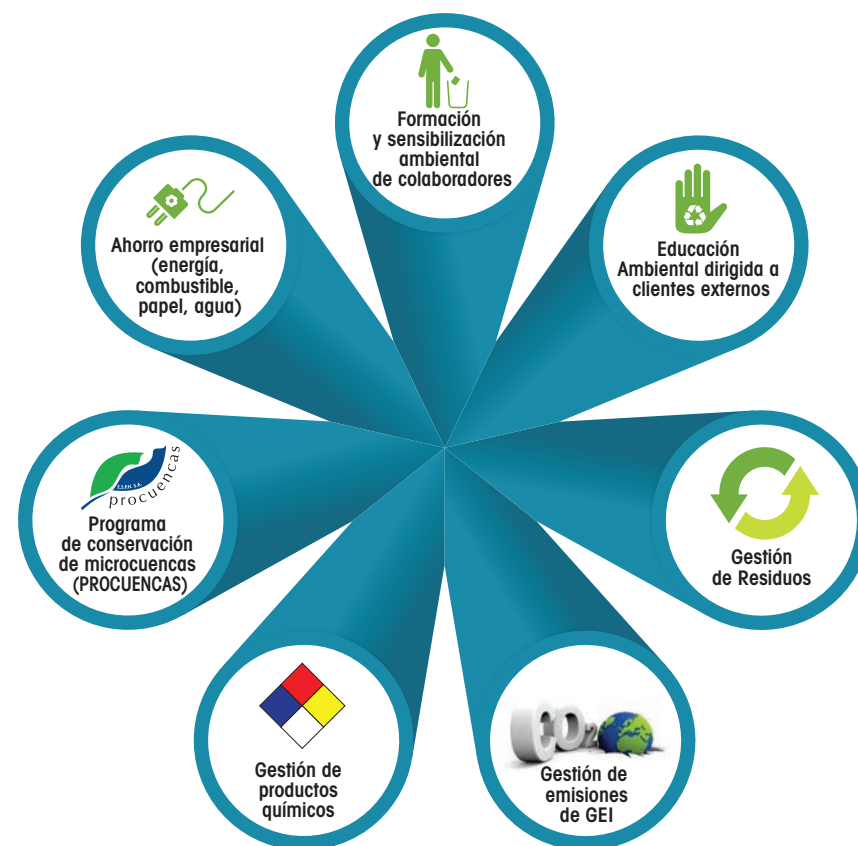 Formación
y sensibilización
ambiental
de colaboradores
Educación
Ambiental dirigida a
clientes externos
Gestión
de Residuos
CO2
Gestión de
emisiones
de GEI
Gestión de
productos
químicos
E.S.P.H. S.A.
procuencas
Programa
de conservación
de microcuencas
(PROCUENCAS)
Ahorro empresarial
(energía,
combustible,
papel, agua)